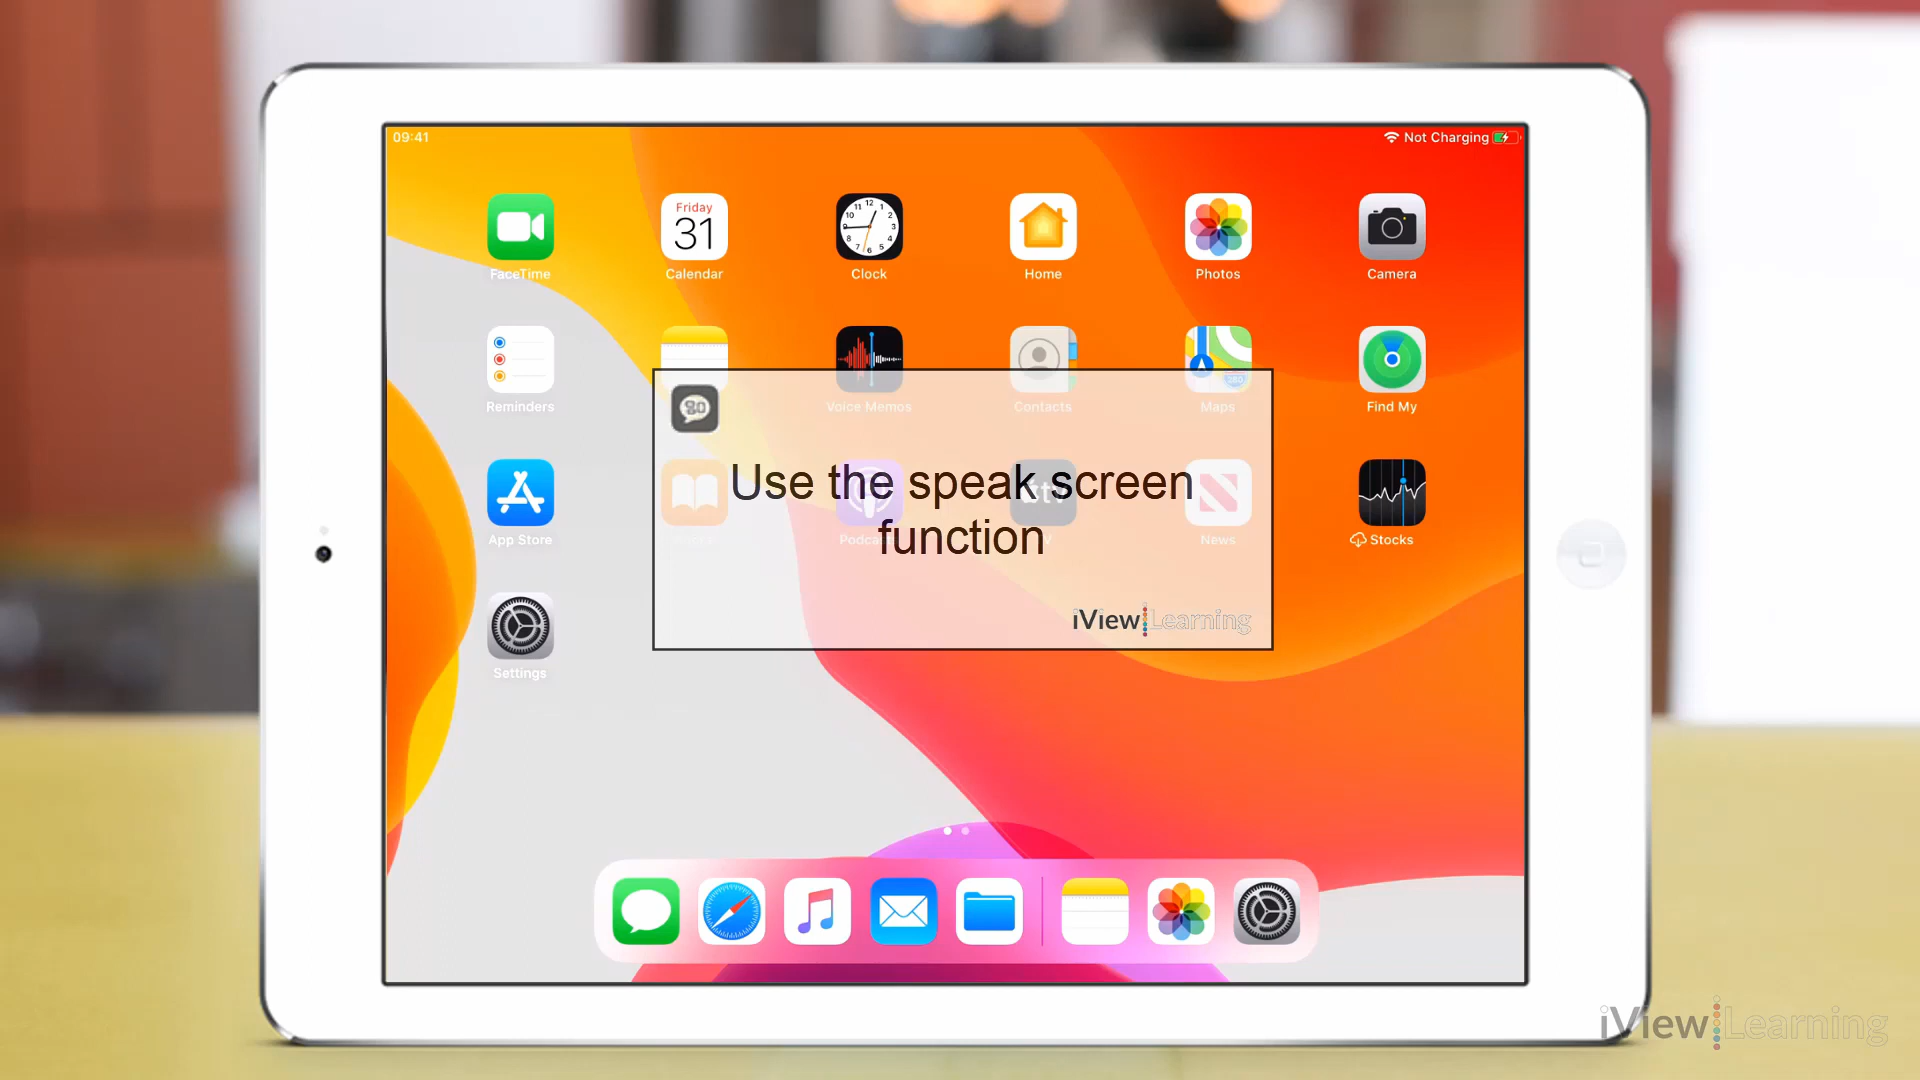 09:41
Not Charging
FaceTime
Friday
31
Calendar
Clock
Home
Photos
Camera
Reminders
Voice Memos
Contacts
Maps
Find My
Use the speak screen
function
App Store
Podcas
News
Stocks
iView Learning
Settings
iView Learning